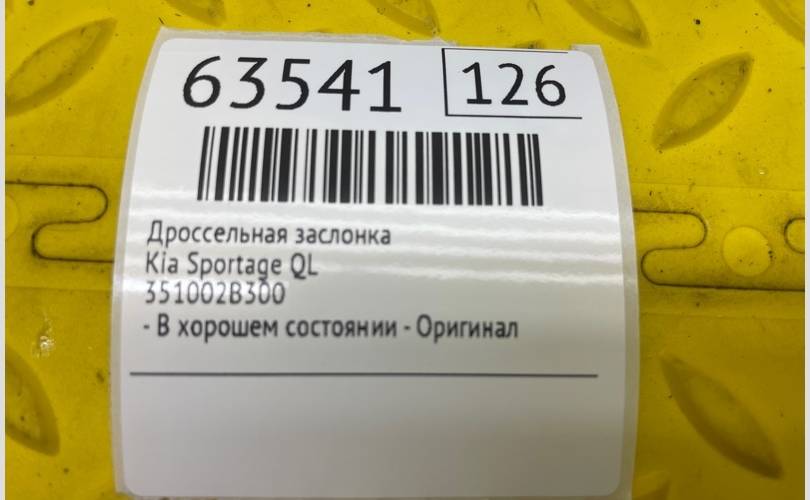 63541 126
Дроссельная заслонка
Kia Sportage QL
351002B300
- В хорошем состоянии - Оригинал